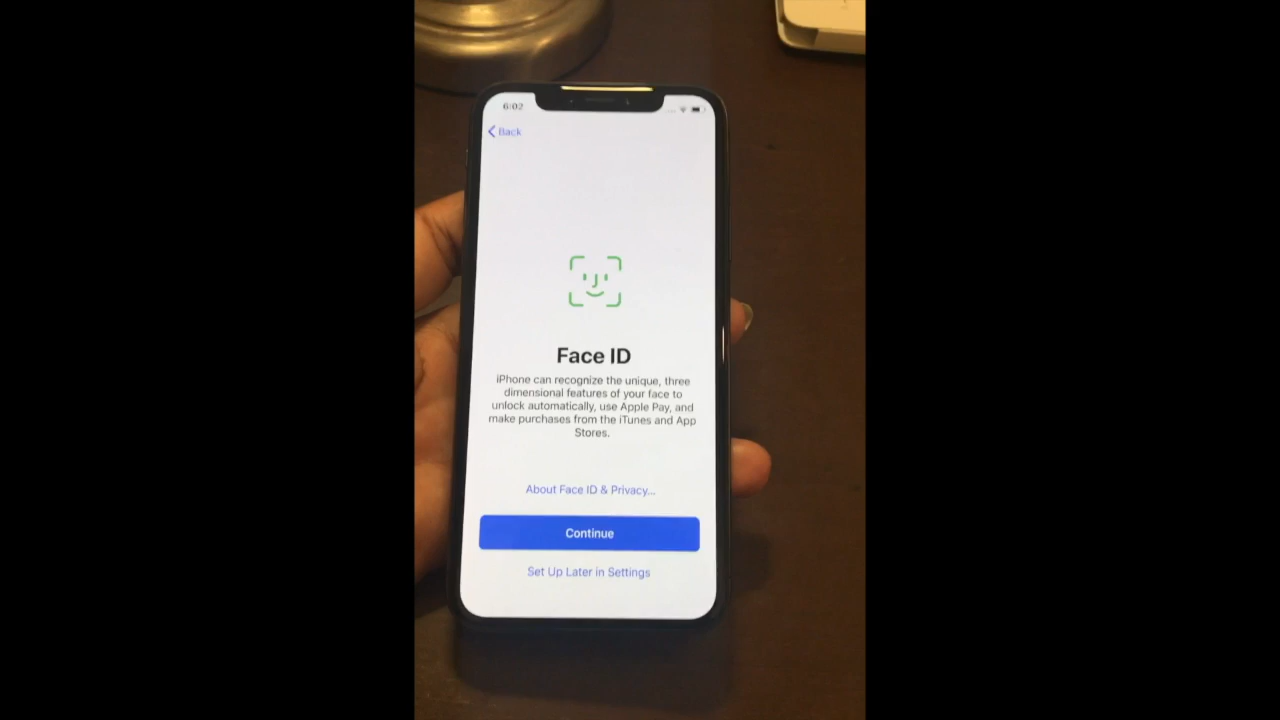 6:02
Back
Face ID
iPhone can recognize the unique, three
dimensional features of your face to
unlock automatically, use Apple Pay, and
make purchases from the iTunes and App
Stores.
About Face ID & Privacy...
Continue
Set Up Later in Settings